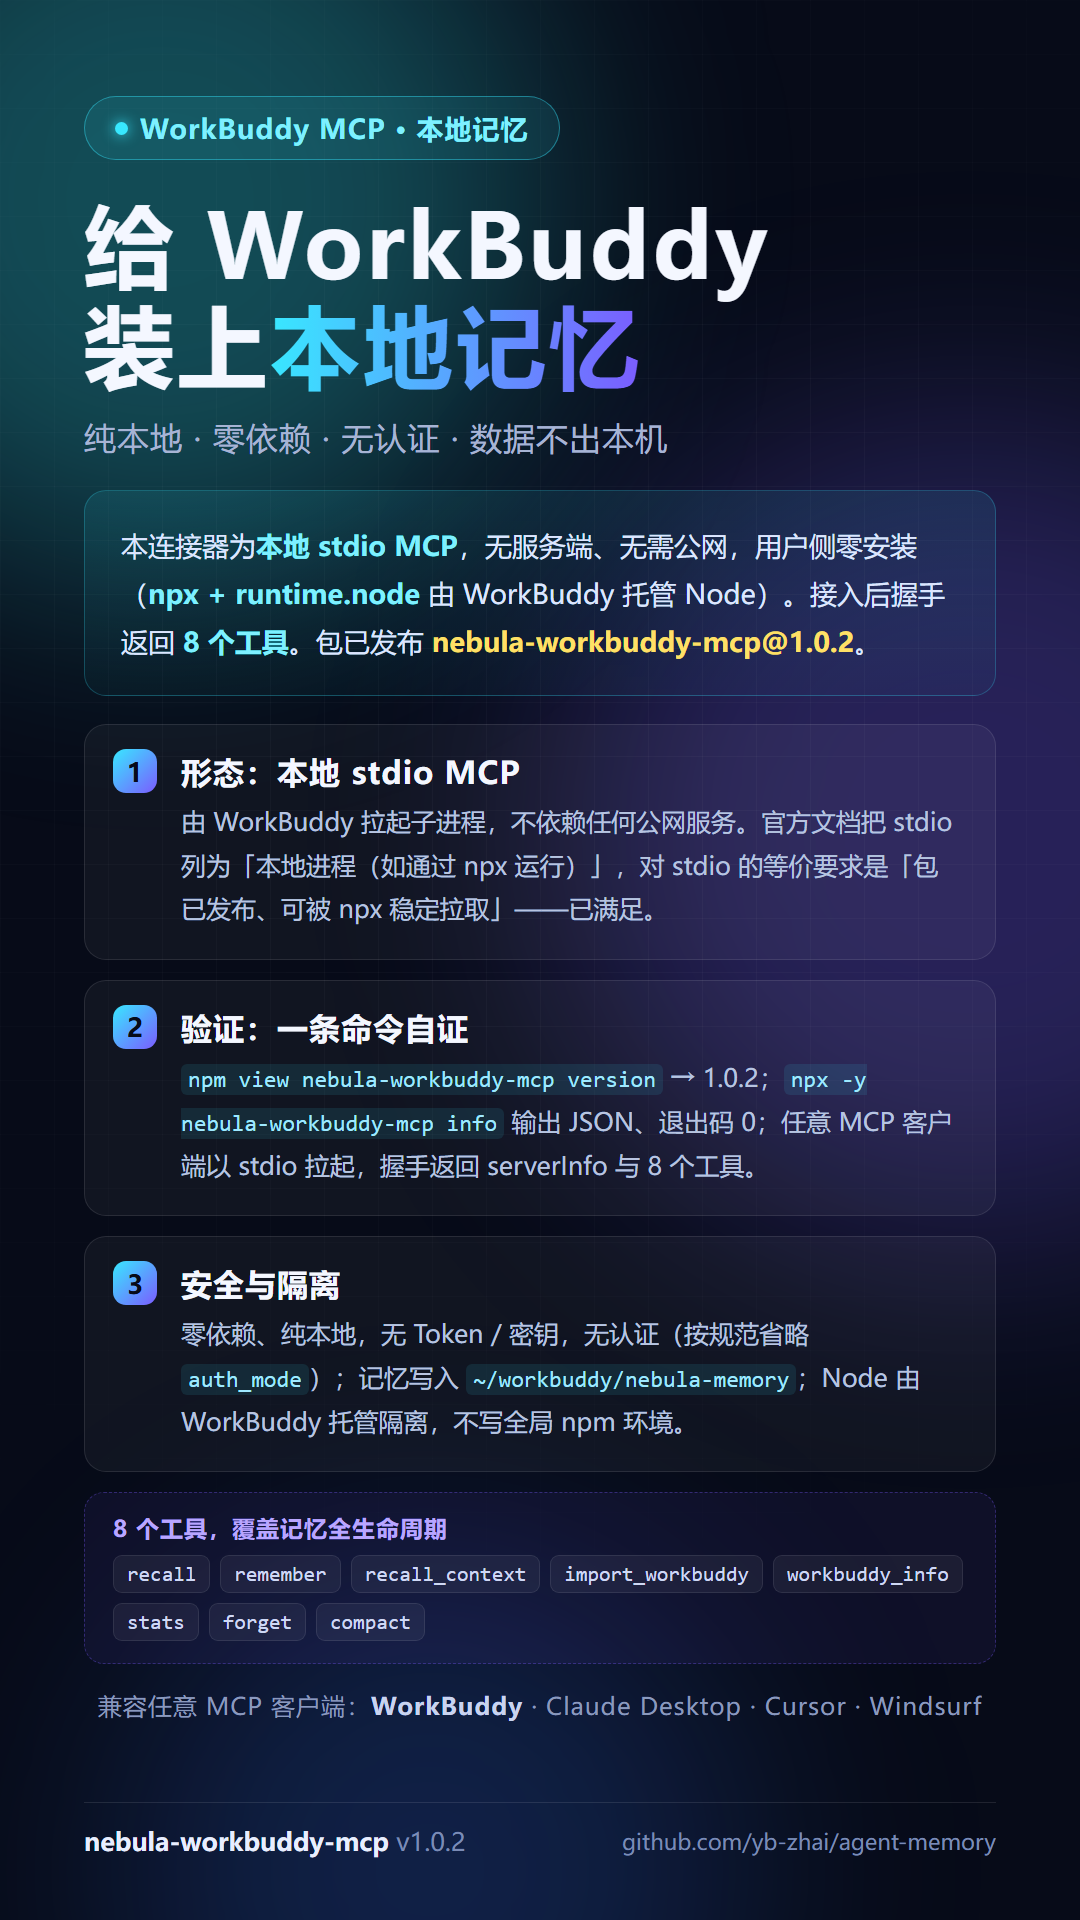 WorkBuddy MCP • 本地记忆
给 WorkBuddy
装上本地记忆
纯本地 · 零依赖 · 无认证 · 数据不出本机
本连接器为本地 stdio MCP，无服务端、无需公网，用户侧零安装
（npx + runtime.node 由 WorkBuddy 托管 Node）。接入后握手
返回 8 个工具。包已发布 nebula-workbuddy-mcp@1.0.2。
1
形态：本地 stdio MCP
由 WorkBuddy 拉起子进程，不依赖任何公网服务。官方文档把 stdio
列为「本地进程（如通过 npx 运行）」，对 stdio 的等价要求是「包
已发布、可被 npx 稳定拉取」——已满足。
2
验证：一条命令自证
npm view nebula-workbuddy-mcp version → 1.0.2；npx -y
nebula-workbuddy-mcp info 输出 JSON、退出码 0；任意 MCP 客户
端以 stdio 拉起，握手返回 serverInfo 与 8 个工具。
3
安全与隔离
零依赖、纯本地，无 Token / 密钥，无认证（按规范省略
auth_mode）；记忆写入 ~/workbuddy/nebula-memory；Node 由
WorkBuddy 托管隔离，不写全局 npm 环境。
8 个工具，覆盖记忆全生命周期
recall remember recall_context import_workbuddy workbuddy_info
stats forget compact
兼容任意 MCP 客户端：WorkBuddy · Claude Desktop · Cursor · Windsurf
nebula-workbuddy-mcp v1.0.2 github.com/yb-zhai/agent-memory